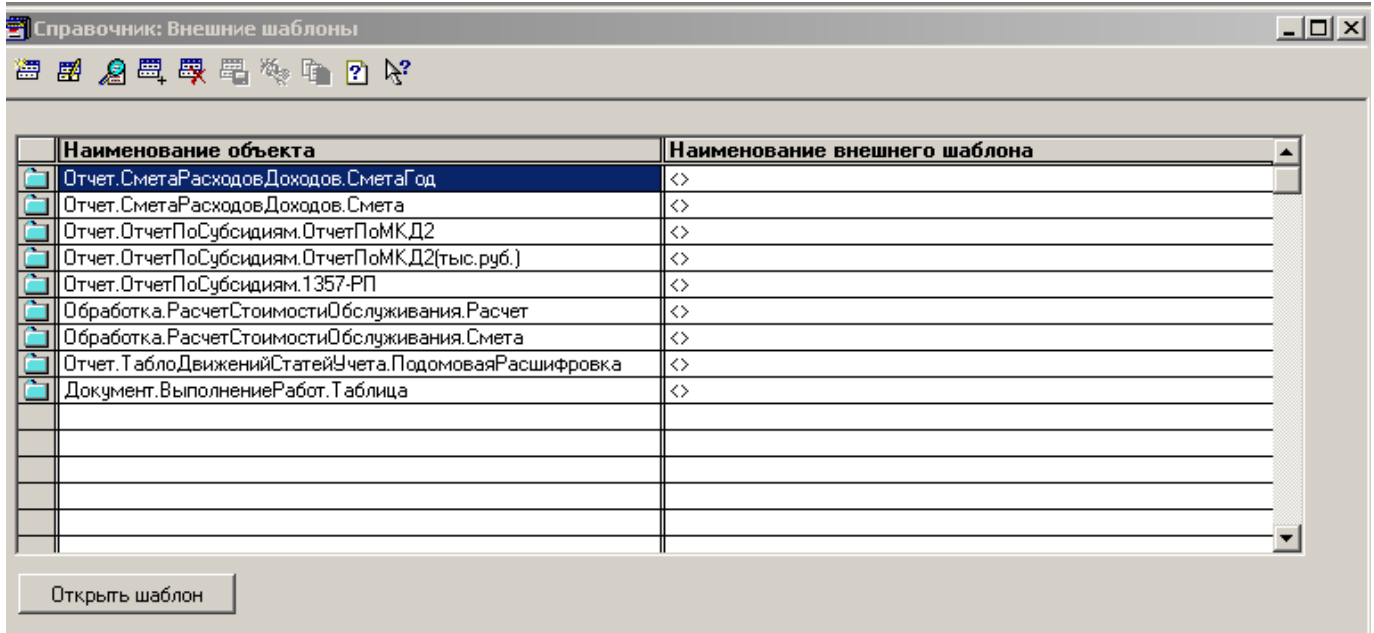 Справочник: Внешние шаблоны
Наименование объекта Наименование внешнего шаблона
Отчет.СметаРасходовДоходов.СметаГод <>
Отчет.СметаРасходовДоходов.Смета <>
Отчет.ОтчетПоСубсидиям.ОтчетПоМКД2 <>
Отчет.ОтчетПоСубсидиям.ОтчетПоМКД2(тыс.руб.) <>
Отчет.ОтчетПоСубсидиям.1357-РП <>
Обработка.РасчетСтоимостиОбслуживания.Расчет <>
Обработка.РасчетСтоимостиОбслуживания.Смета <>
Отчет.ТаблоДвиженийСтатейУчета.ПодомоваяРасшифровка <>
Документ.ВыполнениеРабот.Таблица <>
Открыть шаблон